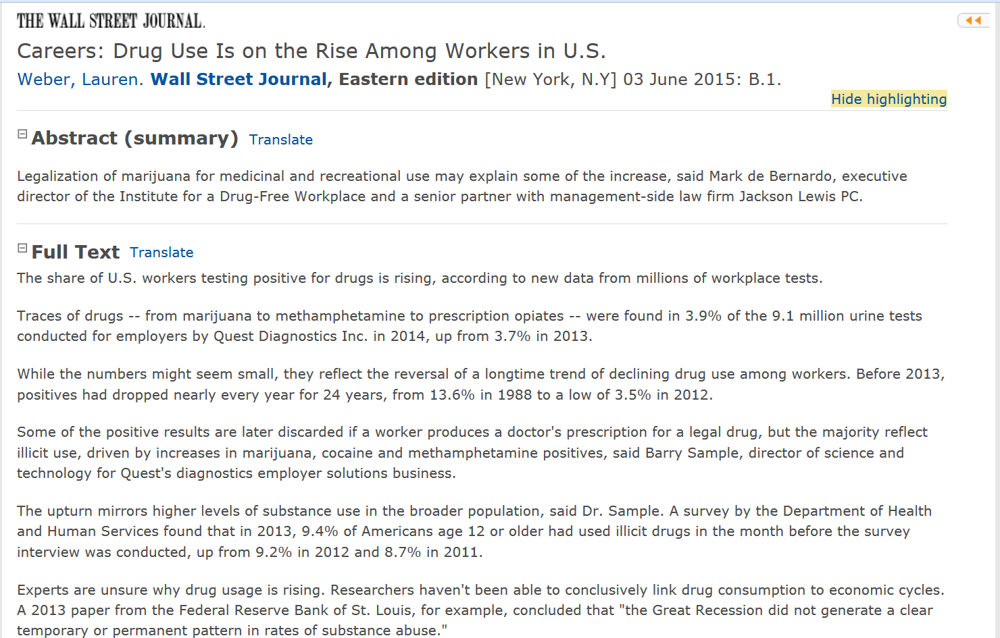 THE WALL STREET JOURNAL.
Careers: Drug Use Is on the Rise Among Workers in U.S.
Weber, Lauren. Wall Street Journal, Eastern edition [New York, N.Y] 03 June 2015: B.1.
Hide highlighting
Abstract (summary) Translate
Legalization of marijuana for medicinal and recreational use may explain some of the increase, said Mark de Bernardo, executive
director of the Institute for a Drug-Free Workplace and a senior partner with management-side law firm Jackson Lewis PC.
Full Text Translate
The share of U.S. workers testing positive for drugs is rising, according to new data from millions of workplace tests.
Traces of drugs -- from marijuana to methamphetamine to prescription opiates -- were found in 3.9% of the 9.1 million urine tests
conducted for employers by Quest Diagnostics Inc. in 2014, up from 3.7% in 2013.
While the numbers might seem small, they reflect the reversal of a longtime trend of declining drug use among workers. Before 2013,
positives had dropped nearly every year for 24 years, from 13.6% in 1988 to a low of 3.5% in 2012.
Some of the positive results are later discarded if a worker produces a doctor's prescription for a legal drug, but the majority reflect
illicit use, driven by increases in marijuana, cocaine and methamphetamine positives, said Barry Sample, director of science and
technology for Quest's diagnostics employer solutions business.
The upturn mirrors higher levels of substance use in the broader population, said Dr. Sample. A survey by the Department of Health
and Human Services found that in 2013, 9.4% of Americans age 12 or older had used illicit drugs in the month before the survey
interview was conducted, up from 9.2% in 2012 and 8.7% in 2011.
Experts are unsure why drug usage is rising. Researchers haven't been able to conclusively link drug consumption to economic cycles.
A 2013 paper from the Federal Reserve Bank of St. Louis, for example, concluded that "the Great Recession did not generate a clear
temporary or permanent pattern in rates of substance abuse."